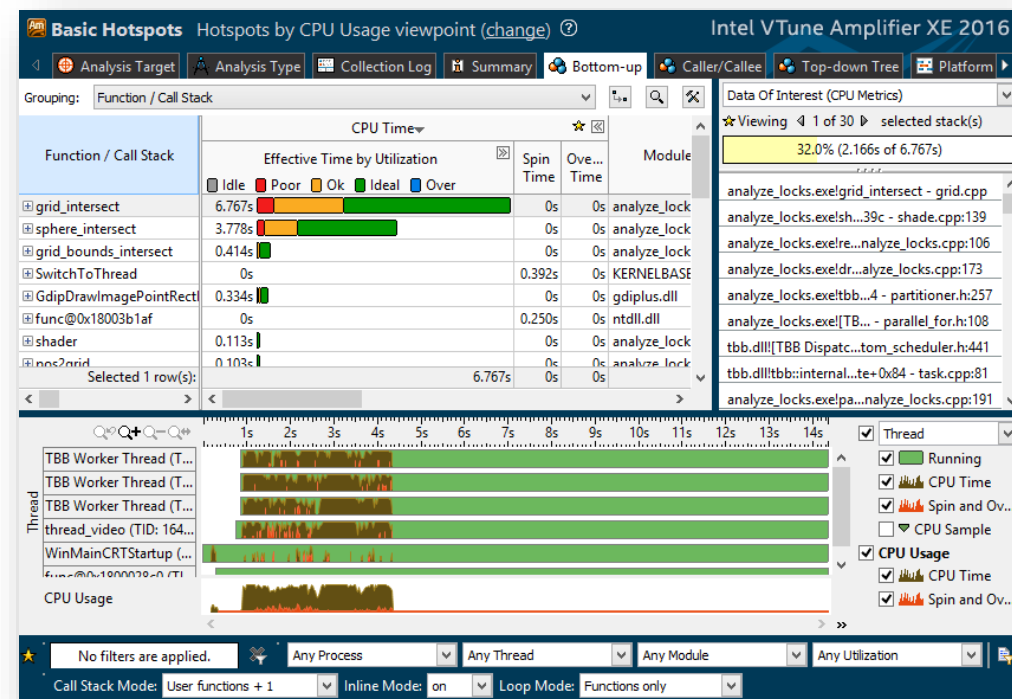 Basic Hotspots Hotspots by CPU Usage viewpoint (change) Intel VTune Amplifier XE 2016
Analysis Target Analysis Type Collection Log Summary Bottom-up Caller/Callee Top-down Tree Platform
Grouping: Function / Call Stack
Data Of Interest (CPU Metrics)
Viewing 1 of 30 selected stack(s)
32.0% (2.166s of 6.767s)
Function / Call Stack
CPU Time
Effective Time by Utilization
Idle Poor Ok Ideal Over
Spin Time
Ove... Time
Module
grid_intersect 6.767s 0s 0s analyze_lock
sphere_intersect 3.778s 0s 0s analyze_lock
grid_bounds_intersect 0.414s 0s 0s analyze_lock
SwitchToThread 0s 0.392s 0s KERNELBASE
GdipDrawImagePointRectI 0.334s 0s 0s gdiplus.dll
func@0x18003b1af 0s 0.250s 0s ntdll.dll
shader 0.113s 0s 0s analyze_lock
pos2grid 0.103s 0s 0s analyze_lock
Selected 1 row(s): 6.767s 0s 0s
analyze_locks.exe!grid_intersect - grid.cpp
analyze_locks.exe!sh...39c - shade.cpp:139
analyze_locks.exe!re...nalyze_locks.cpp:106
analyze_locks.exe!dr...alyze_locks.cpp:173
analyze_locks.exe!tbb...4 - partitioner.h:257
analyze_locks.exe![TB... - parallel_for.h:108
tbb.dll![TBB Dispatc...tom_scheduler.h:441
tbb.dll!tbb::internal...te+0x84 - task.cpp:81
analyze_locks.exe!pa...nalyze_locks.cpp:191
1s 2s 3s 4s 5s 6s 7s 8s 9s 10s 11s 12s 13s 14s
Thread
TBB Worker Thread (T...
TBB Worker Thread (T...
TBB Worker Thread (T...
thread_video (TID: 164...
WinMainCRTStartup (...
func@0x1800028c0 (TI...
CPU Usage
Thread
Running
CPU Time
Spin and Ov...
CPU Sample
CPU Usage
CPU Time
Spin and Ov...
No filters are applied. Any Process Any Thread Any Module Any Utilization
Call Stack Mode: User functions + 1 Inline Mode: on Loop Mode: Functions only